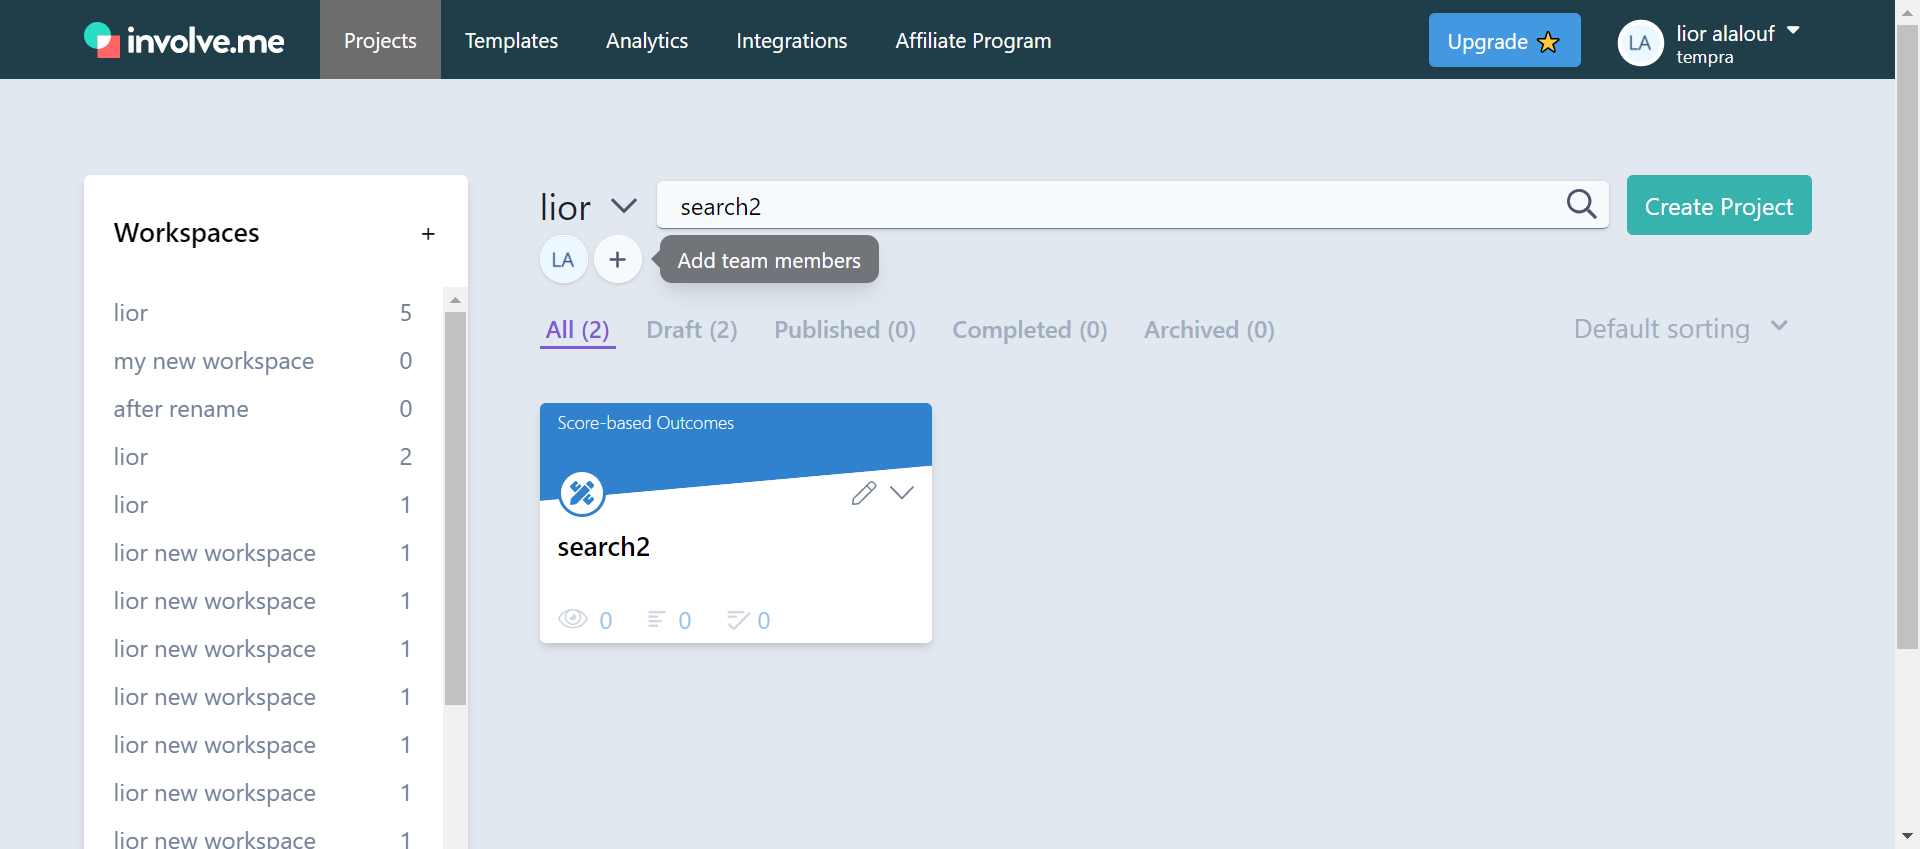 involve.me Projects Templates Analytics Integrations Affiliate Program Upgrade LA lior alalouf
tempra
Workspaces +
lior 5
my new workspace 0
after rename 0
lior 2
lior 1
lior new workspace 1
lior new workspace 1
lior new workspace 1
lior new workspace 1
lior new workspace 1
lior new workspace 1
lior new workspace 1
lior search2 Create Project
LA + Add team members
All (2) Draft (2) Published (0) Completed (0) Archived (0) Default sorting
Score-based Outcomes
search2
0 0 0